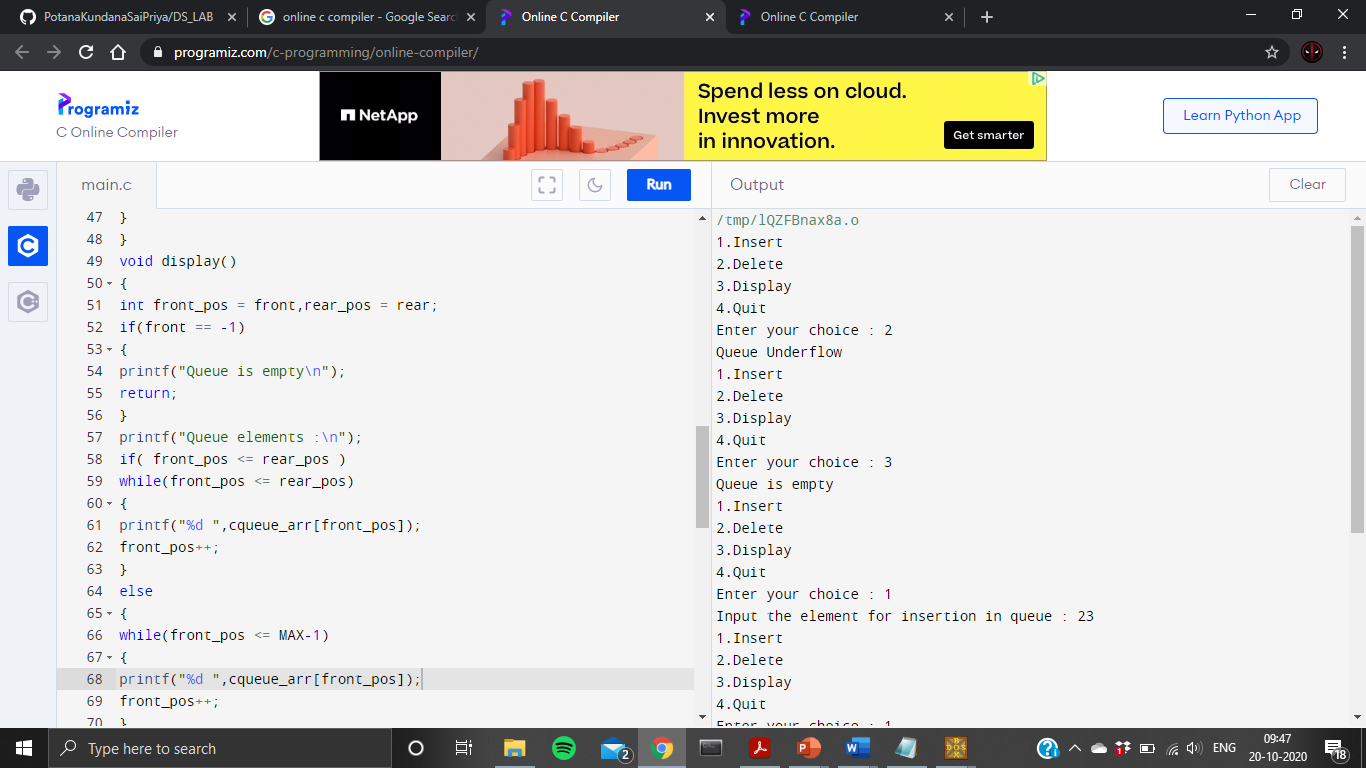 PotanaKundanaSaiPriya/DS_LAB
online c compiler - Google Search
Online C Compiler
Online C Compiler
programiz.com/c-programming/online-compiler/
Programiz
C Online Compiler
NetApp
Spend less on cloud.
Invest more
in innovation.
Get smarter
Learn Python App
main.c
Run
Output
Clear
47 }
48 }
49 void display()
50 {
51 int front_pos = front,rear_pos = rear;
52 if(front == -1)
53 {
54 printf("Queue is empty\n");
55 return;
56 }
57 printf("Queue elements :\n");
58 if( front_pos <= rear_pos )
59 while(front_pos <= rear_pos)
60 {
61 printf("%d ",cqueue_arr[front_pos]);
62 front_pos++;
63 }
64 else
65 {
66 while(front_pos <= MAX-1)
67 {
68 printf("%d ",cqueue_arr[front_pos]);
69 front_pos++;
70 }
/tmp/lQZFBnax8a.o
1.Insert
2.Delete
3.Display
4.Quit
Enter your choice : 2
Queue Underflow
1.Insert
2.Delete
3.Display
4.Quit
Enter your choice : 3
Queue is empty
1.Insert
2.Delete
3.Display
4.Quit
Enter your choice : 1
Input the element for insertion in queue : 23
1.Insert
2.Delete
3.Display
4.Quit
Enter your choice : 1
Type here to search
2
ENG
09:47
20-10-2020
18